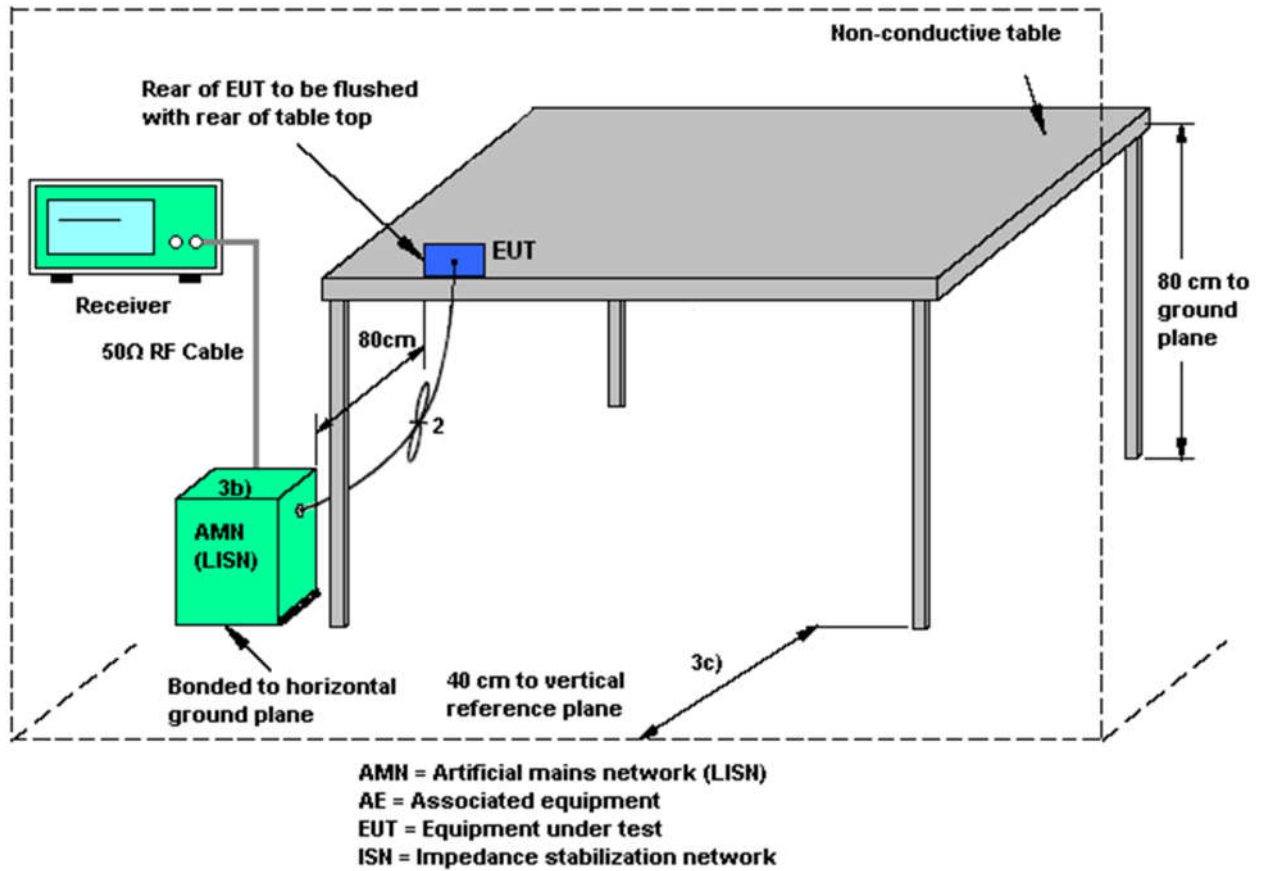 Non-conductive table
Rear of EUT to be flushed
with rear of table top
EUT
Receiver
80 cm to
ground
plane
50Ω RF Cable
80cm
2
3b)
AMN
(LISN)
3c)
Bonded to horizontal
ground plane
40 cm to vertical
reference plane
AMN = Artificial mains network (LISN)
AE = Associated equipment
EUT = Equipment under test
ISN = Impedance stabilization network